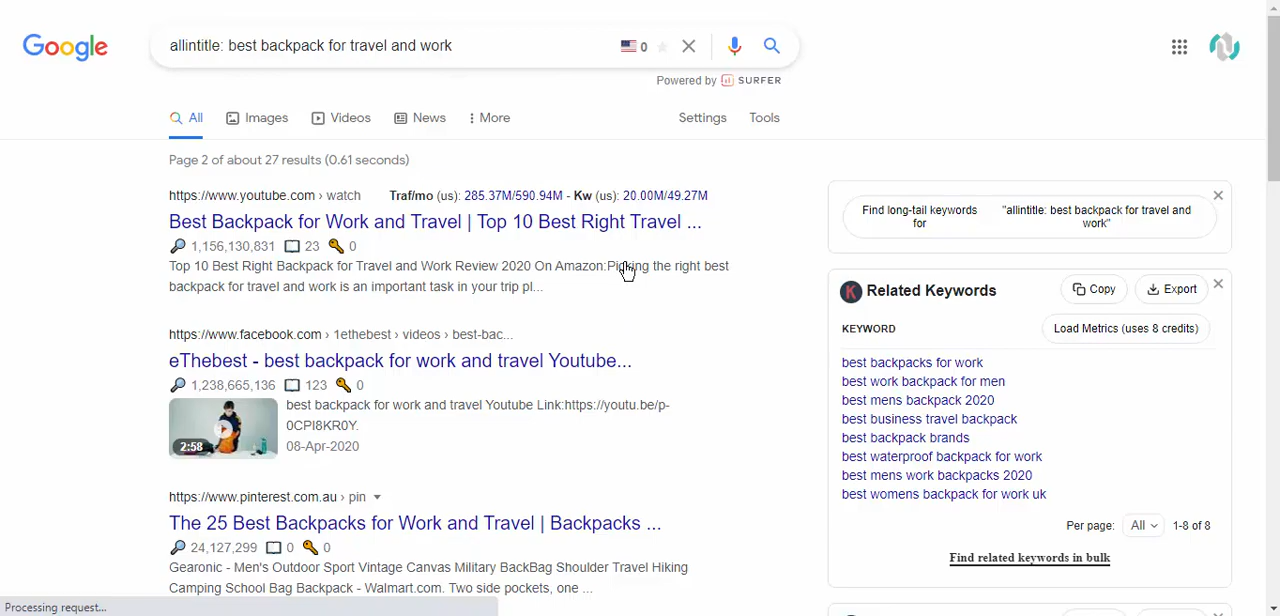 Google
allintitle: best backpack for travel and work
0
Powered by SURFER
All Images Videos News More Settings Tools
Page 2 of about 27 results (0.61 seconds)
https://www.youtube.com › watch Traf/mo (us): 285.37M/590.94M - Kw (us): 20.00M/49.27M
Best Backpack for Work and Travel | Top 10 Best Right Travel ...
1,156,130,831 23 0
Top 10 Best Right Backpack for Travel and Work Review 2020 On Amazon:Picking the right best
backpack for travel and work is an important task in your trip pl...
https://www.facebook.com › 1ethebest › videos › best-bac...
eThebest - best backpack for work and travel Youtube...
1,238,665,136 123 0
best backpack for work and travel Youtube Link:https://youtu.be/p-
0CPI8KR0Y.
2:58
08-Apr-2020
https://www.pinterest.com.au › pin
The 25 Best Backpacks for Work and Travel | Backpacks ...
24,127,299 0 0
Gearonic - Men's Outdoor Sport Vintage Canvas Military BackBag Shoulder Travel Hiking
Camping School Bag Backpack - Walmart.com. Two side pockets, one ...
Processing request...
Find long-tail keywords
for
"allintitle: best backpack for travel and
work"
K Related Keywords Copy Export
KEYWORD Load Metrics (uses 8 credits)
best backpacks for work
best work backpack for men
best mens backpack 2020
best business travel backpack
best backpack brands
best waterproof backpack for work
best mens work backpacks 2020
best womens backpack for work uk
Per page: All 1-8 of 8
Find related keywords in bulk